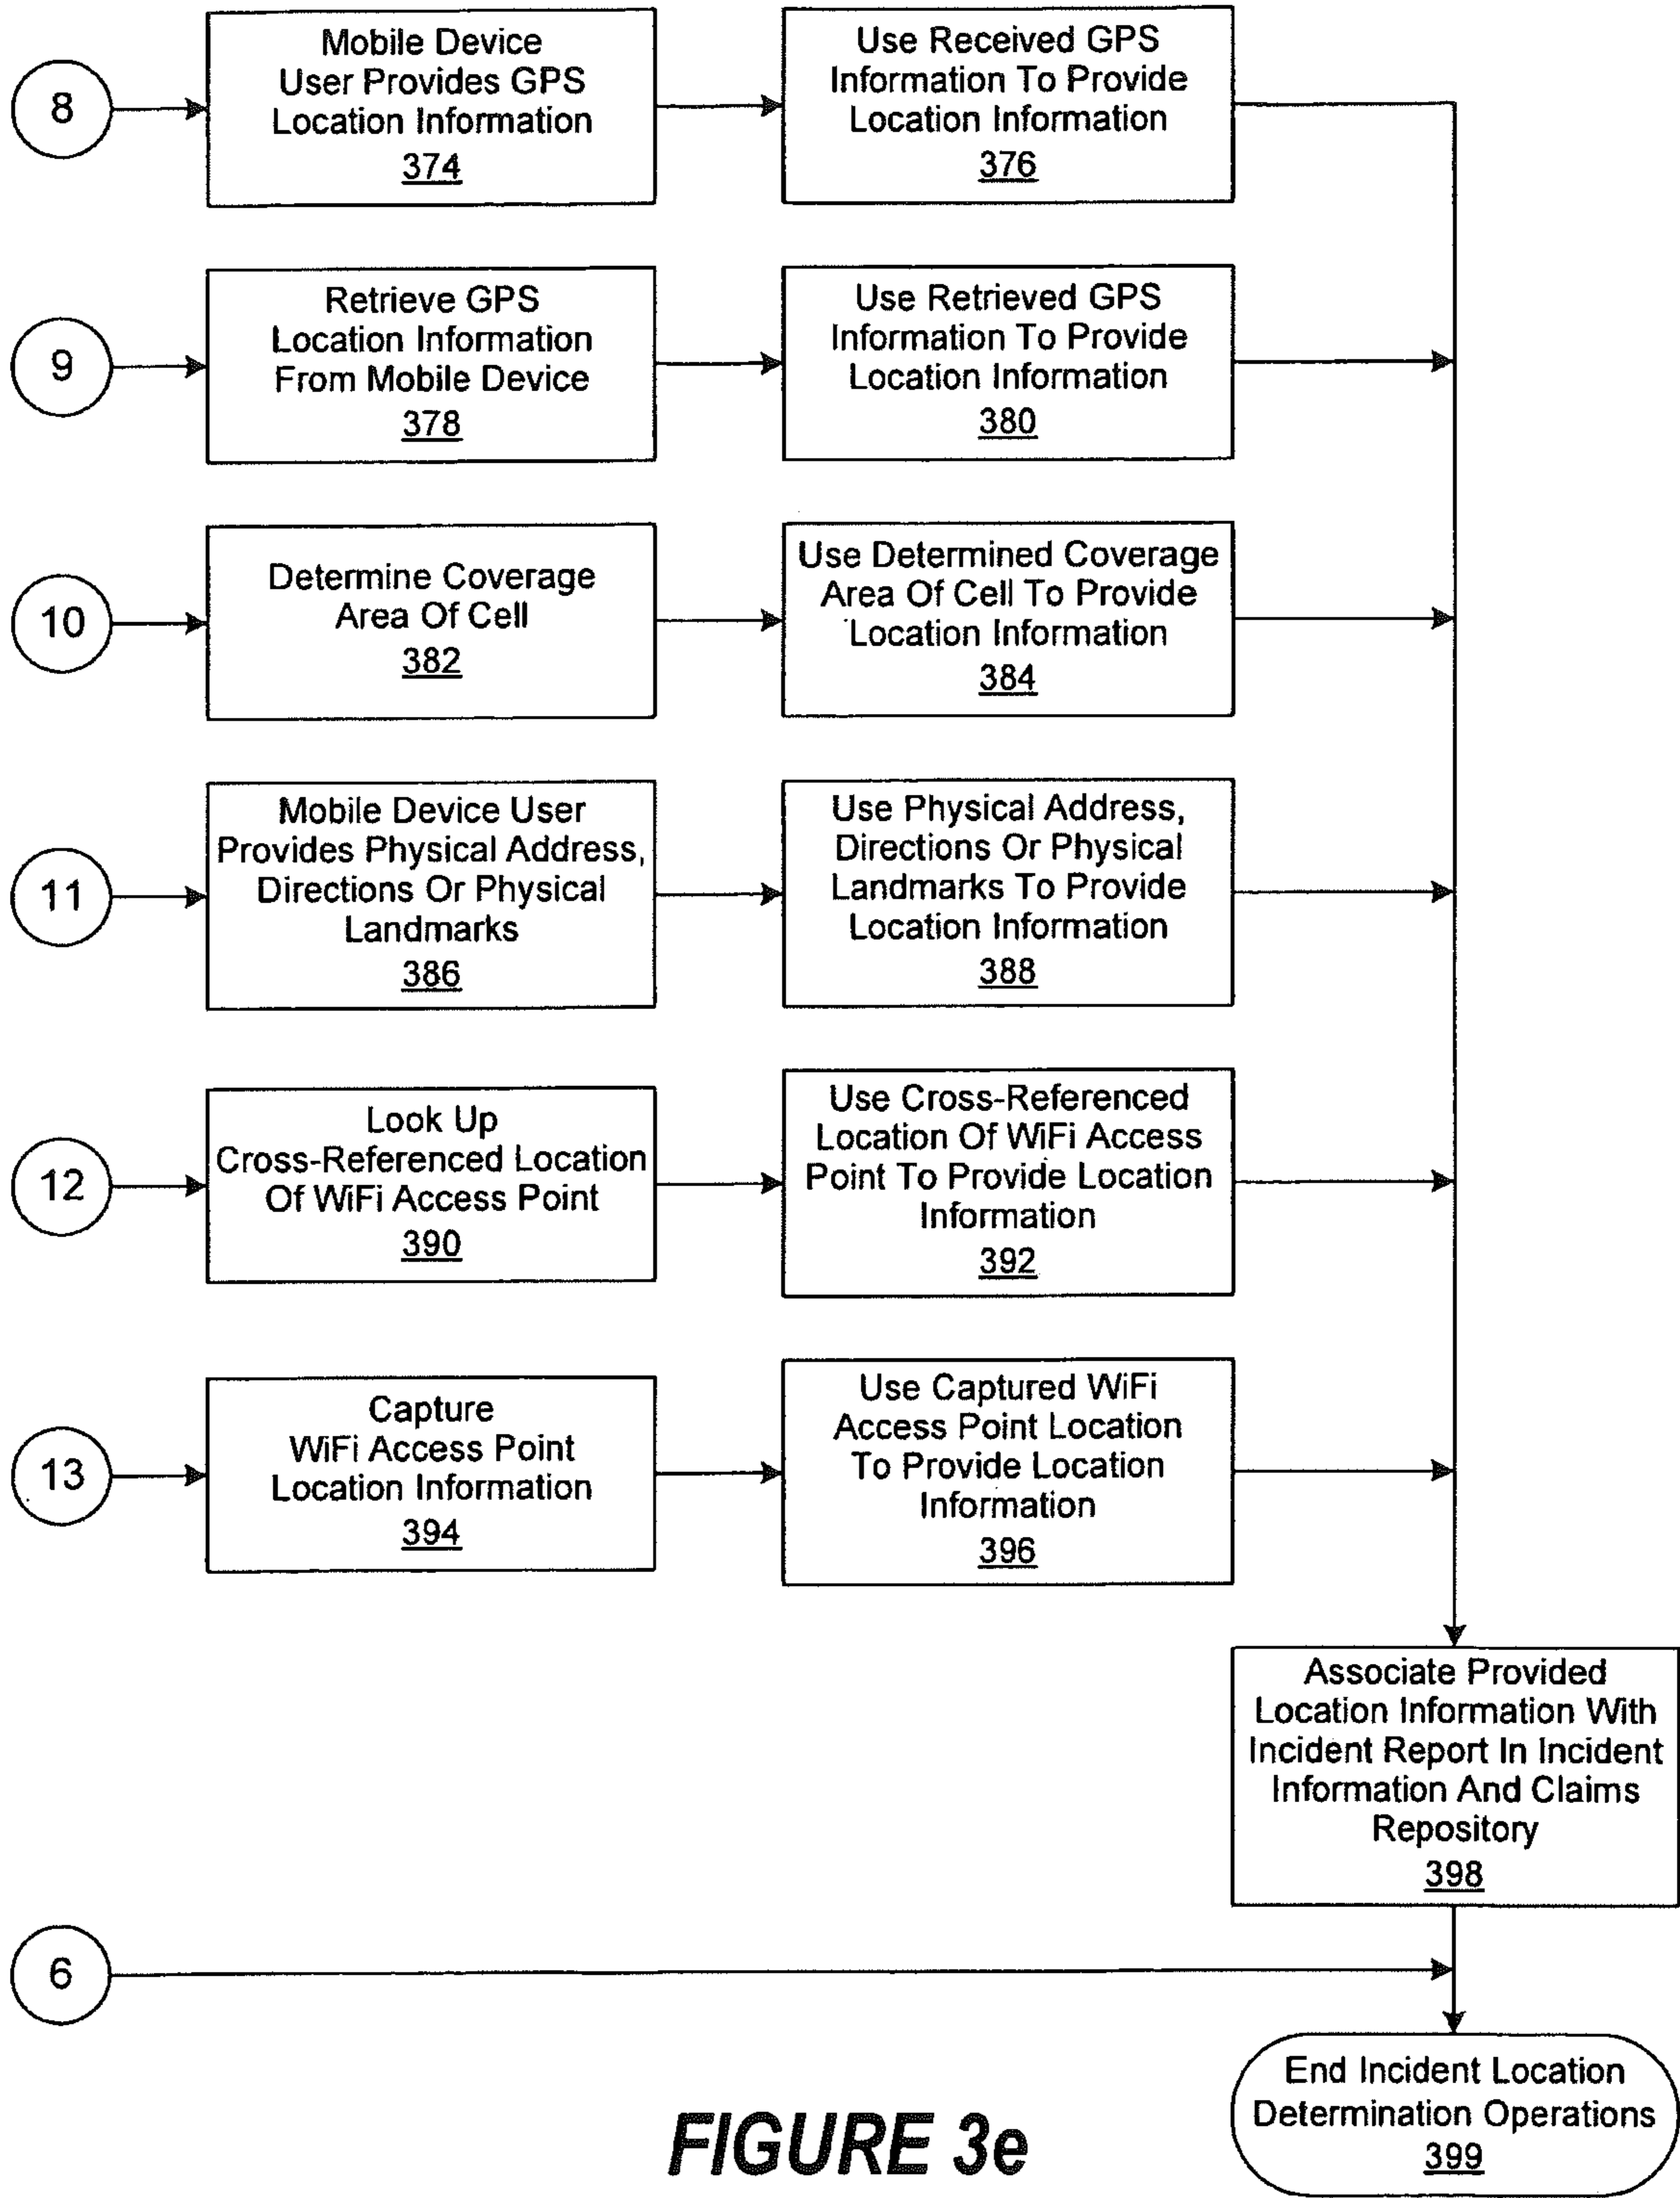 8
Mobile Device
User Provides GPS
Location Information
374
Use Received GPS
Information To Provide
Location Information
376
9
Retrieve GPS
Location Information
From Mobile Device
378
Use Retrieved GPS
Information To Provide
Location Information
380
10
Determine Coverage
Area Of Cell
382
Use Determined Coverage
Area Of Cell To Provide
Location Information
384
11
Mobile Device User
Provides Physical Address,
Directions Or Physical
Landmarks
386
Use Physical Address,
Directions Or Physical
Landmarks To Provide
Location Information
388
12
Look Up
Cross-Referenced Location
Of WiFi Access Point
390
Use Cross-Referenced
Location Of WiFi Access
Point To Provide Location
Information
392
13
Capture
WiFi Access Point
Location Information
394
Use Captured WiFi
Access Point Location
To Provide Location
Information
396
Associate Provided
Location Information With
Incident Report In Incident
Information And Claims
Repository
398
6
End Incident Location
Determination Operations
399
FIGURE 3e